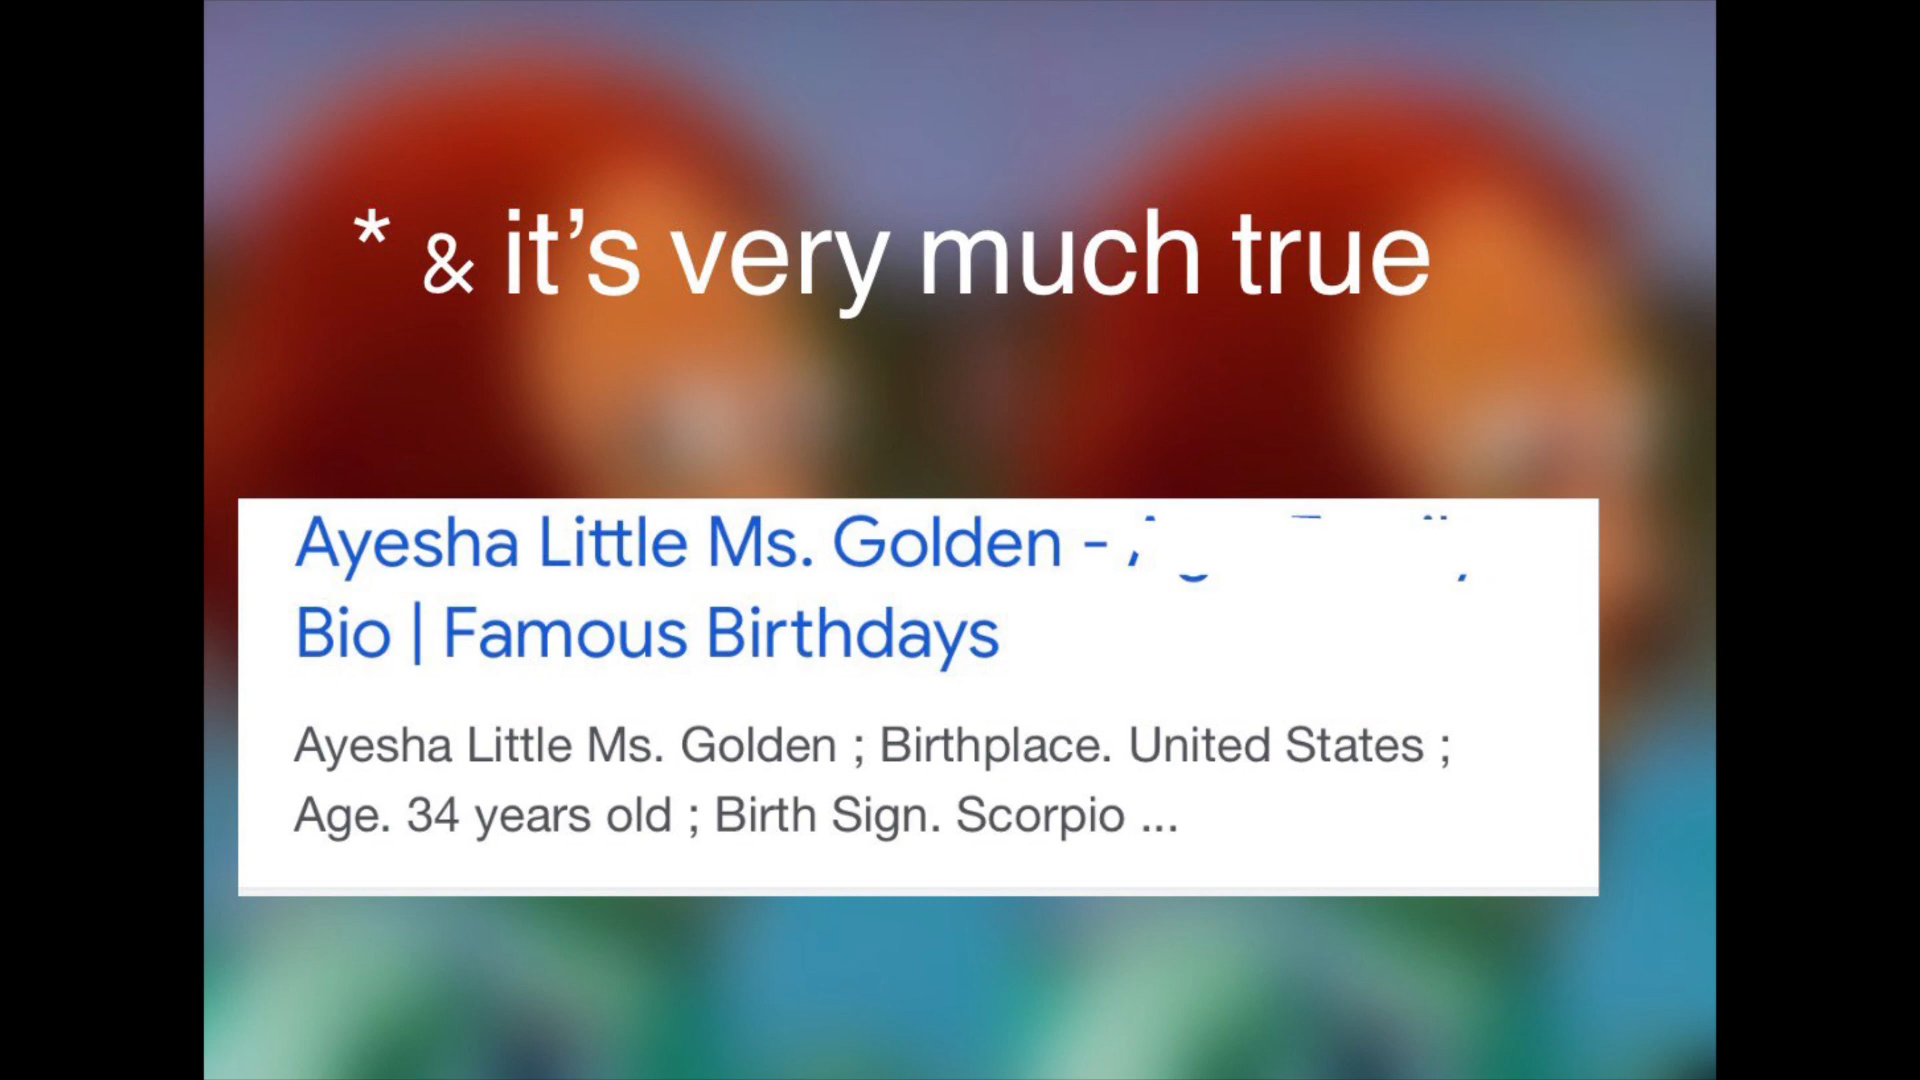 * & it’s very much true
Ayesha Little Ms. Golden -
Bio | Famous Birthdays
Ayesha Little Ms. Golden ; Birthplace. United States ;
Age. 34 years old ; Birth Sign. Scorpio ...